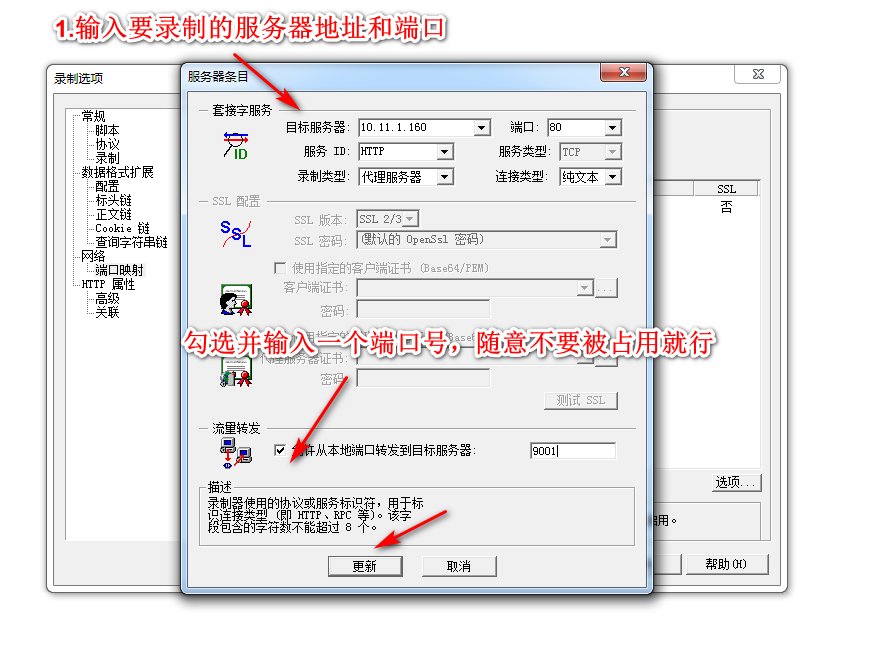 1.输入要录制的服务器地址和端口
录制选项
常规
脚本
协议
录制
数据格式扩展
配置
标头链
正文链
Cookie 链
查询字符串链
网络
端口映射
HTTP 属性
高级
关联
服务器条目
套接字服务
目标服务器: 10.11.1.160 端口: 80
服务 ID: HTTP 服务类型: TCP
录制类型: 代理服务器 连接类型: 纯文本
ID
SSL 配置
SSL 版本: SSL 2/3
SSL 密码: (默认的 OpenSsl 密码)
SSL
使用指定的客户端证书 (Base64/PEM)
客户端证书: ...
密码:
勾选并输入一个端口号，随意不要被占用就行
代理服务器证书:
密码:
测试 SSL
流量转发
允许从本地端口转发到目标服务器: 9001
描述
录制器使用的协议或服务标识符，用于标
识连接类型 (即 HTTP、RPC 等)。该字
段包含的字符数不能超过 8 个。
更新 取消
SSL
否
选项...
用。
帮助(H)